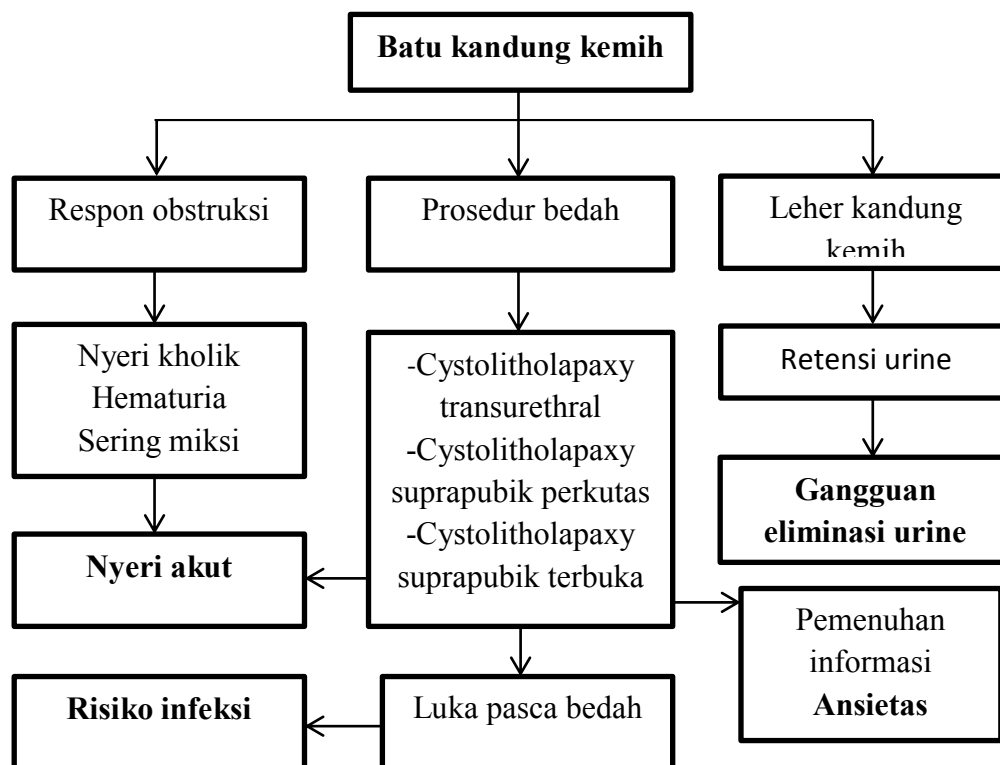 Batu kandung kemih
Respon obstruksi
Prosedur bedah
Leher kandung
kemih
Nyeri kholik
Hematuria
Sering miksi
-Cystolitholapaxy
transurethral
-Cystolitholapaxy
suprapubik perkutas
-Cystolitholapaxy
suprapubik terbuka
Retensi urine
Gangguan
eliminasi urine
Nyeri akut
Pemenuhan
informasi
Ansietas
Risiko infeksi
Luka pasca bedah